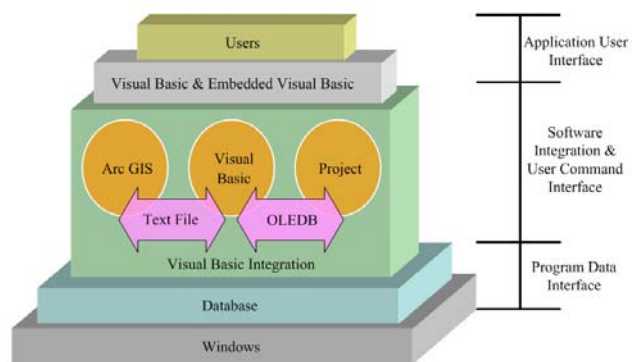 Users
Visual Basic & Embedded Visual Basic
Arc GIS
Visual
Basic
Project
Text File
OLEDB
Visual Basic Integration
Database
Windows
Application User
Interface
Software
Integration &
User Command
Interface
Program Data
Interface